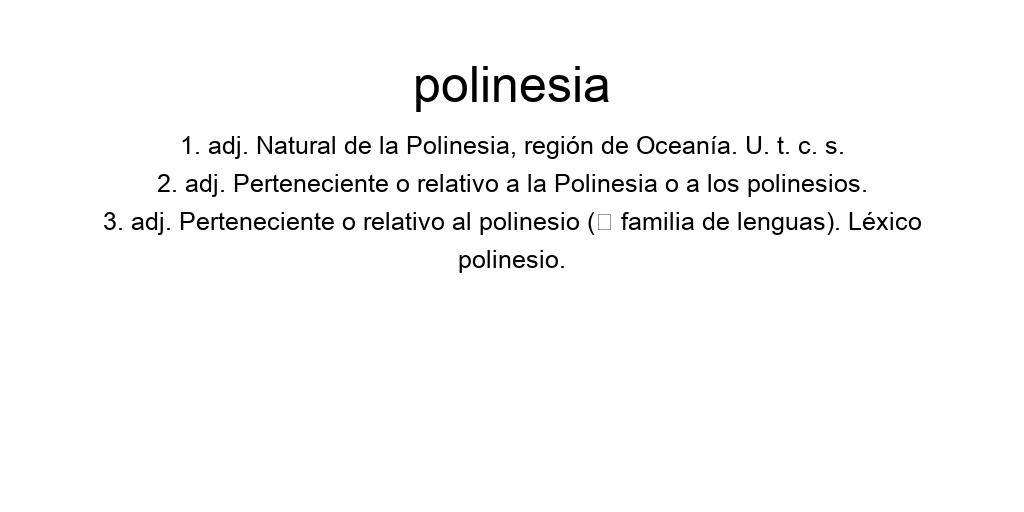 polinesia
1. adj. Natural de la Polinesia, región de Oceanía. U. t. c. s.
2. adj. Perteneciente o relativo a la Polinesia o a los polinesios.
3. adj. Perteneciente o relativo al polinesio (□ familia de lenguas). Léxico
polinesio.